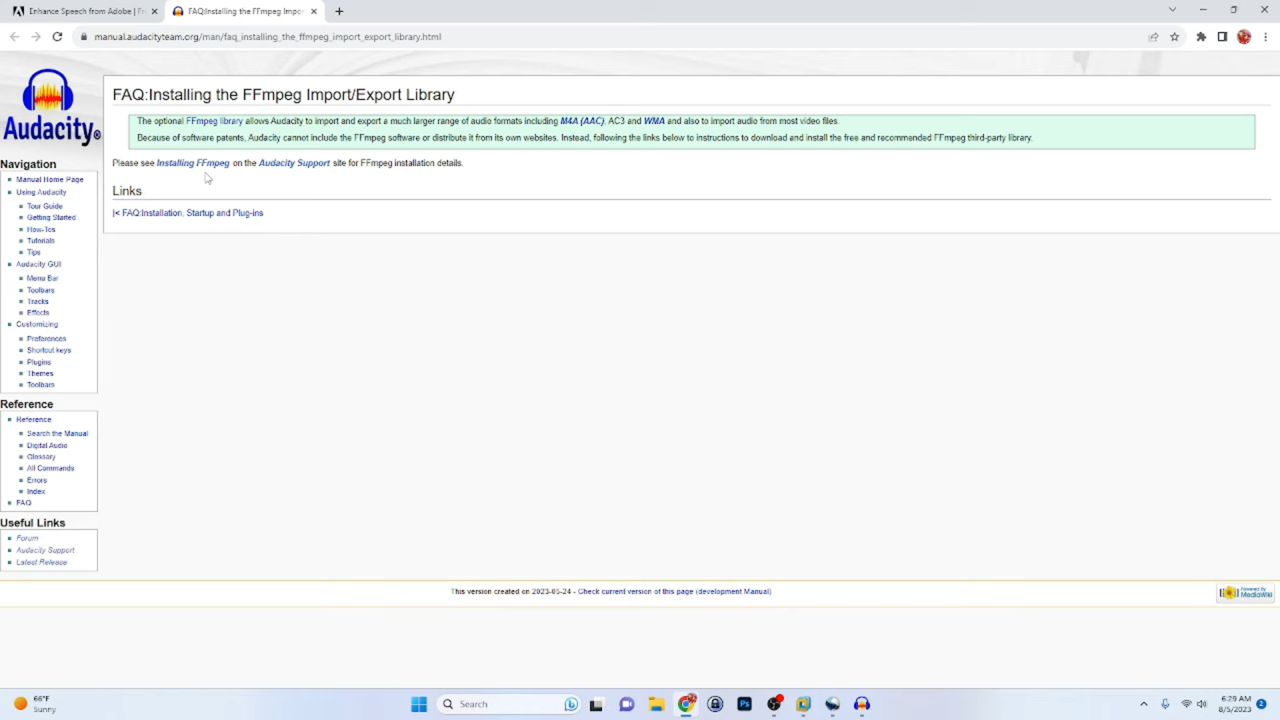 Enhance Speech from Adobe | Fr
FAQ:Installing the FFmpeg Impor
manual.audacityteam.org/man/faq_installing_the_ffmpeg_import_export_library.html
Audacity®
Navigation
Manual Home Page
Using Audacity
Tour Guide
Getting Started
How-Tos
Tutorials
Tips
Audacity GUI
Menu Bar
Toolbars
Tracks
Effects
Customizing
Preferences
Shortcut keys
Plugins
Themes
Toolbars
Reference
Reference
Search the Manual
Digital Audio
Glossary
All Commands
Errors
Index
FAQ
Useful Links
Forum
Audacity Support
Latest Release
FAQ:Installing the FFmpeg Import/Export Library
The optional FFmpeg library allows Audacity to import and export a much larger range of audio formats including M4A (AAC), AC3 and WMA and also to import audio from most video files.
Because of software patents, Audacity cannot include the FFmpeg software or distribute it from its own websites. Instead, following the links below to instructions to download and install the free and recommended FFmpeg third-party library.
Please see Installing FFmpeg on the Audacity Support site for FFmpeg installation details.
Links
|< FAQ:Installation, Startup and Plug-ins
This version created on 2023-05-24 - Check current version of this page (development Manual)
Powered By
MediaWiki
66°F
Sunny
Search
6:29 AM
8/5/2023
2